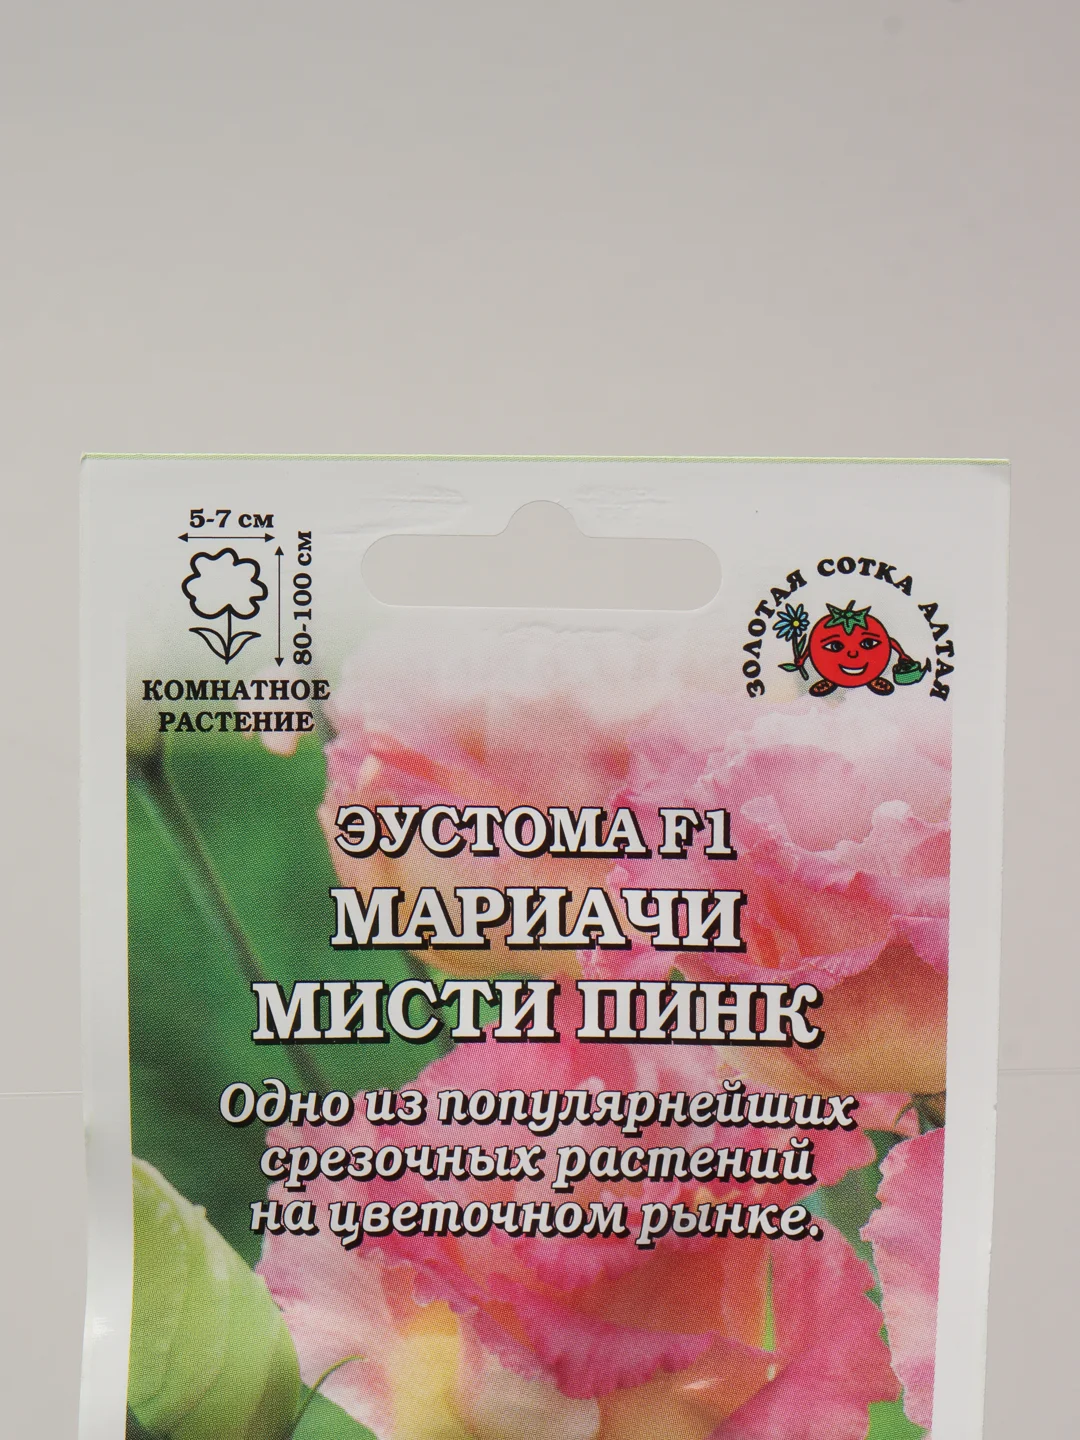 5-7 см
80-100 см
КОМНАТНОЕ
РАСТЕНИЕ
ЗОЛОТАЯ СОТКА АЛТАЯ
ЭУСТОМА F1
МАРИАЧИ
МИСТИ ПИНК
Одно из популярнейших
срезочных растений
на цветочном рынке.